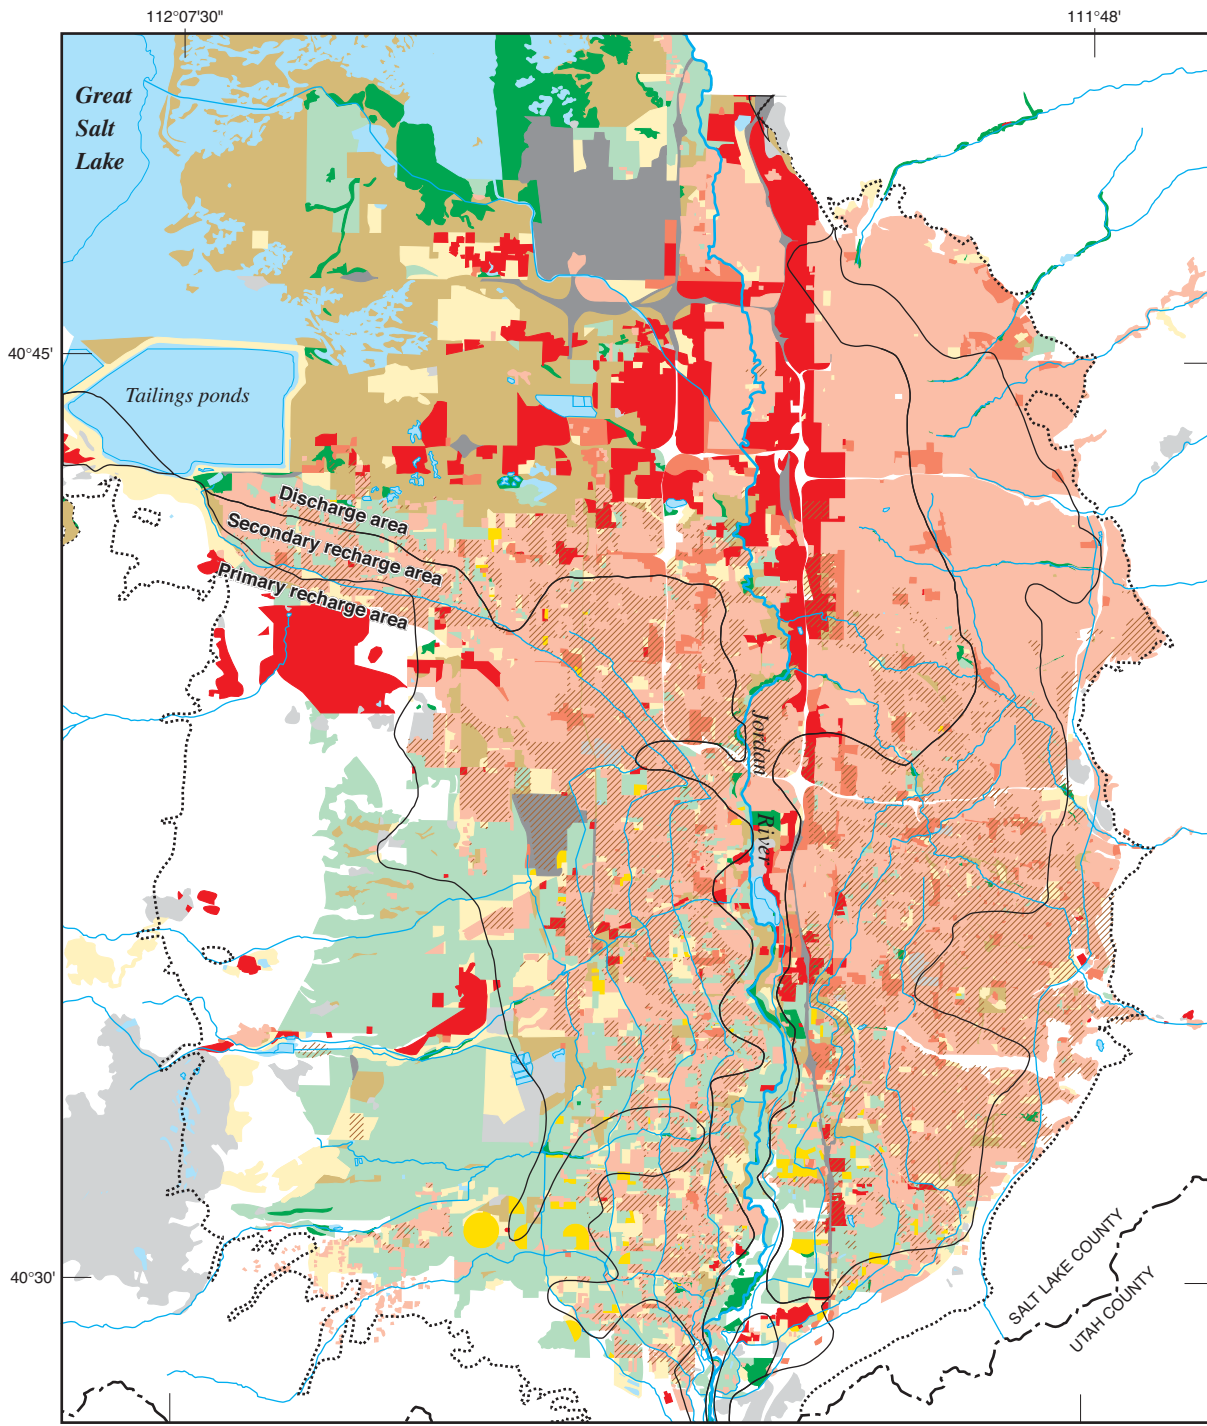 112°07'30"
111°48'
Great
Salt
Lake
40°45'
Tailings ponds
Discharge area
Secondary recharge area
Primary recharge area
Jordan
River
40°30'
SALT LAKE COUNTY
UTAH COUNTY